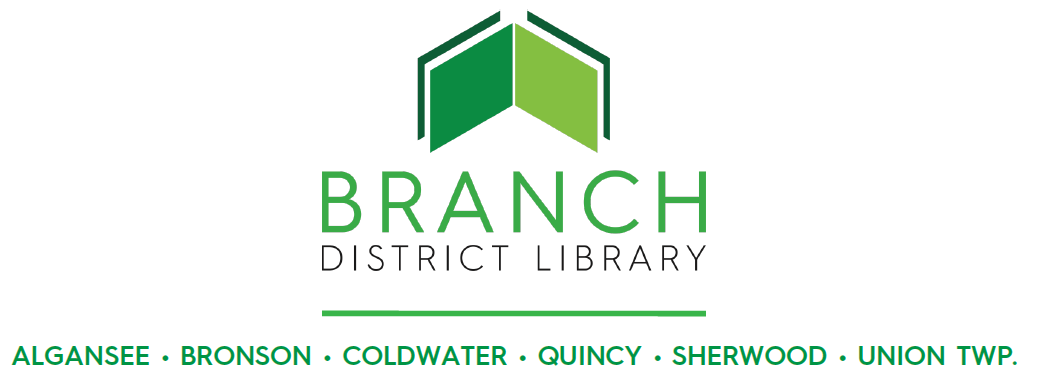 BRANCH
DISTRICT LIBRARY
ALGANSEE • BRONSON • COLDWATER • QUINCY • SHERWOOD • UNION TWP.